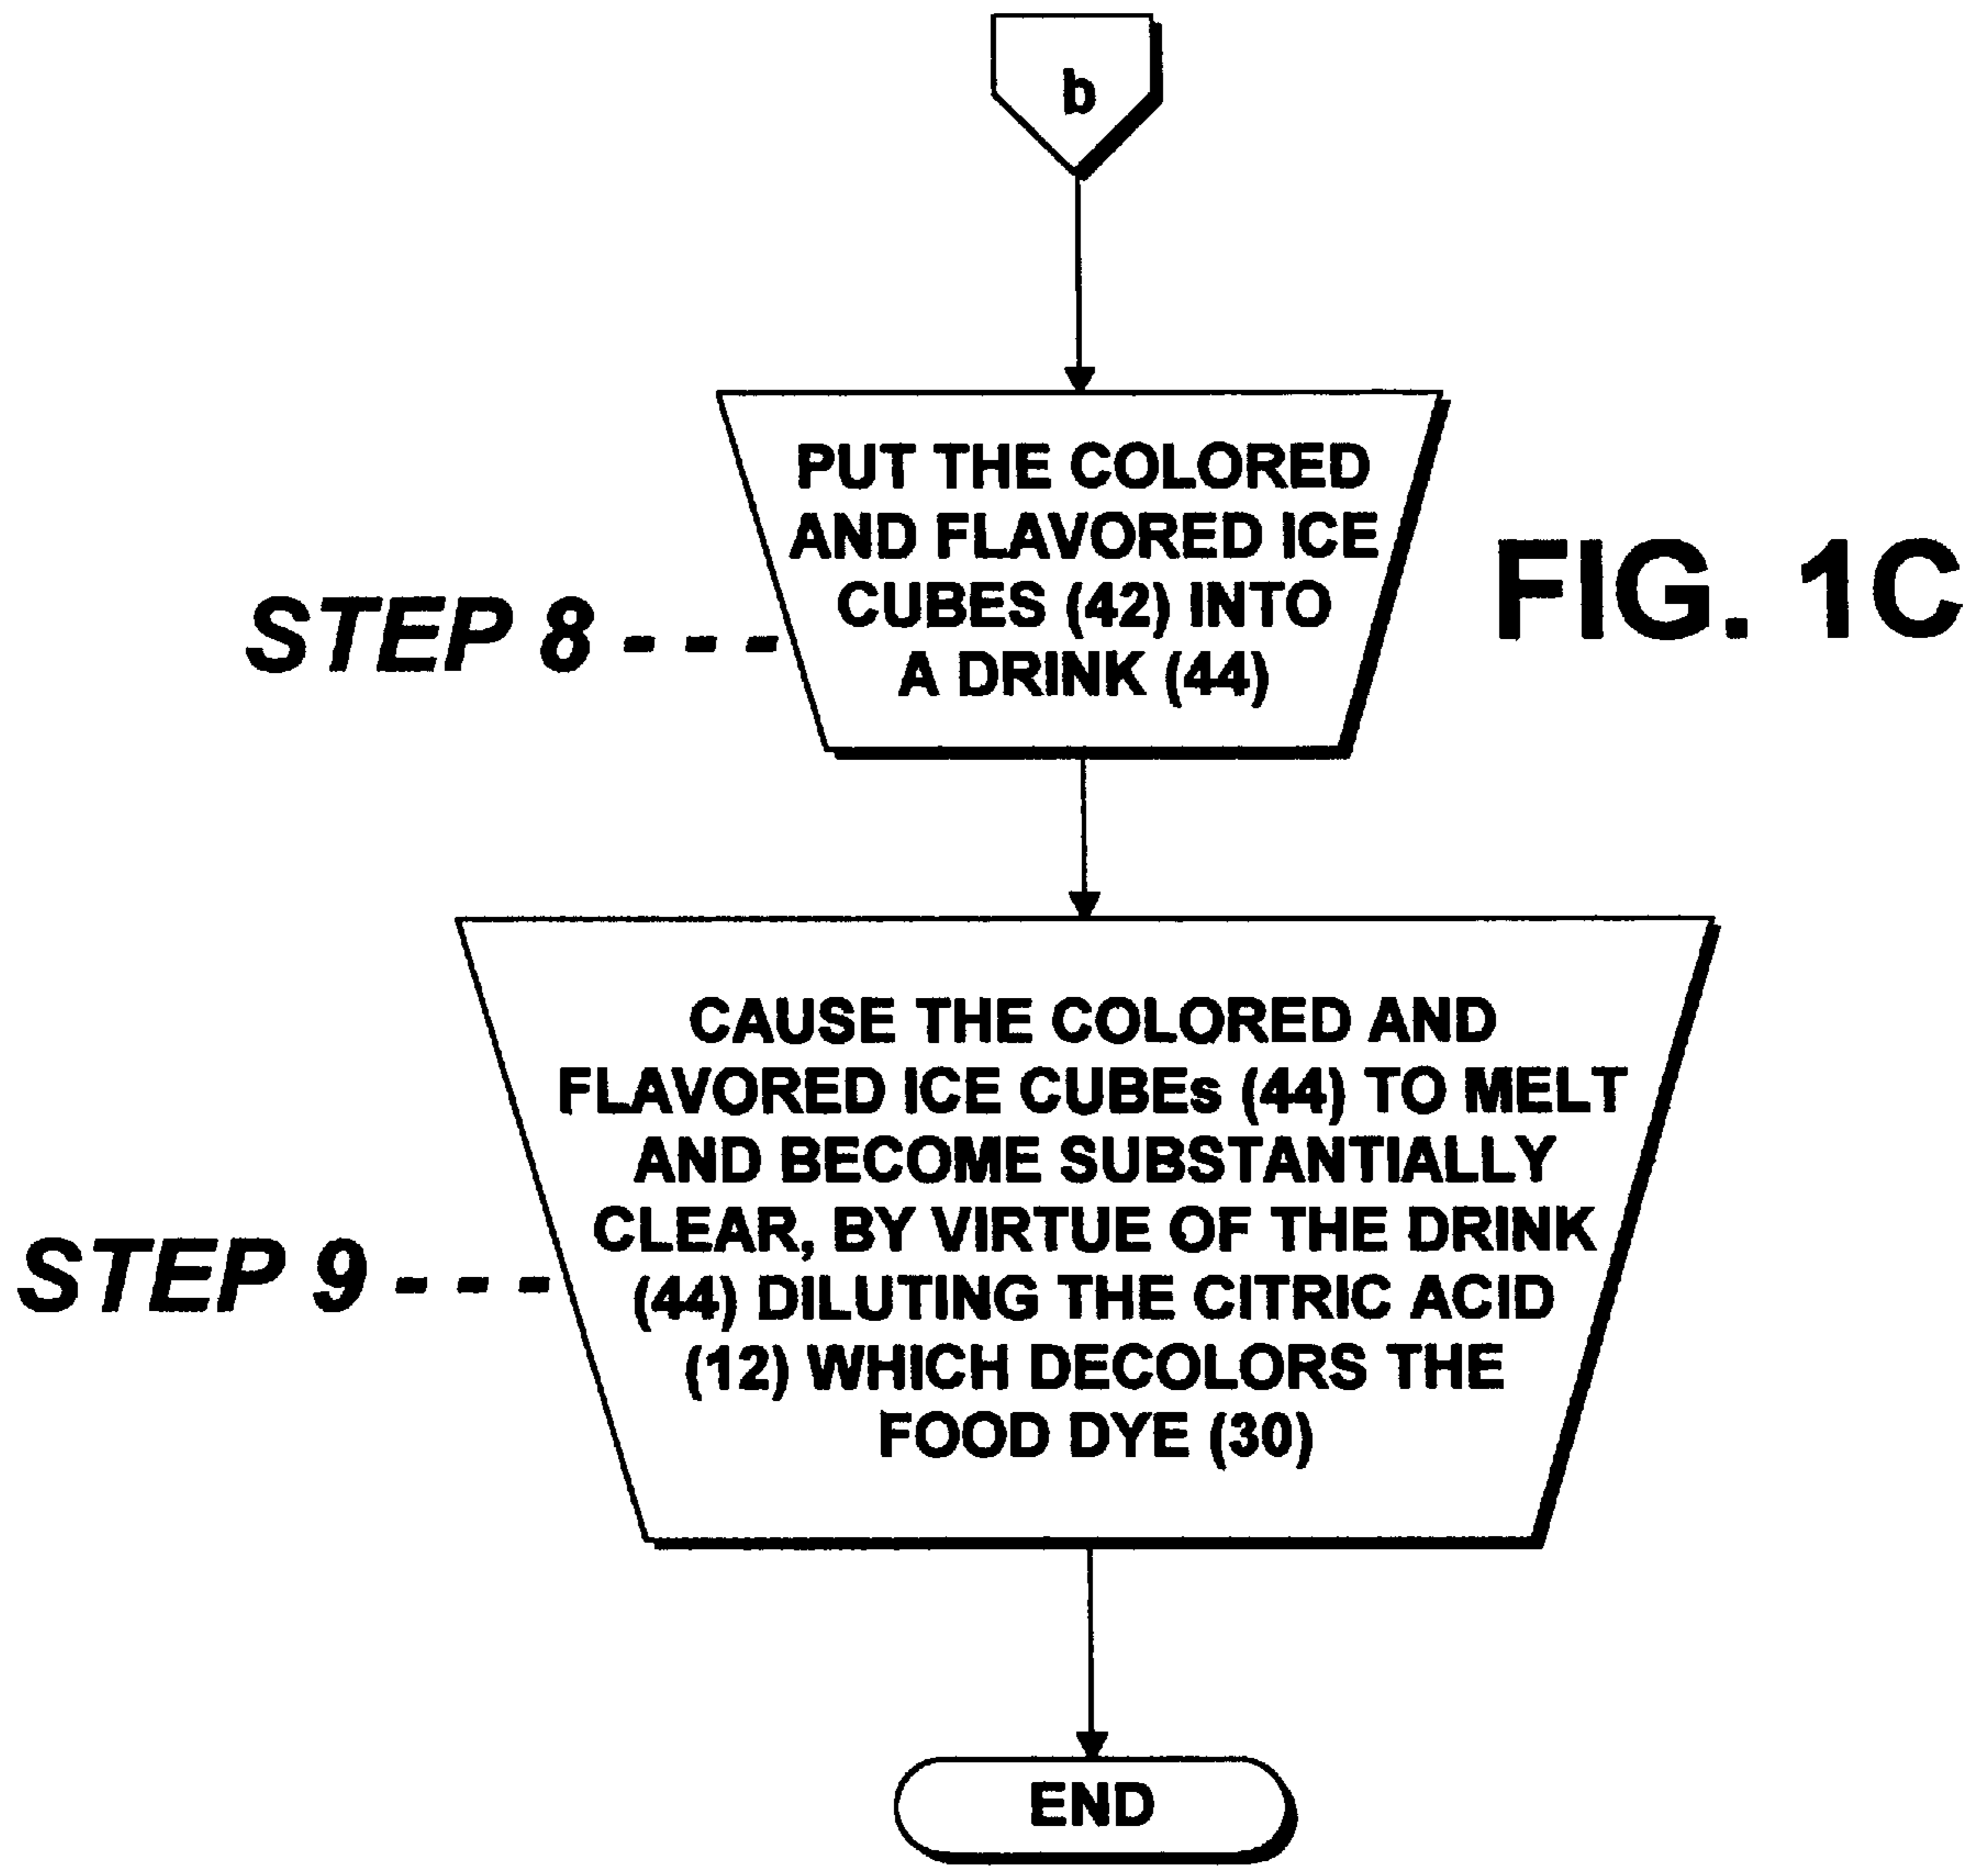 b
PUT THE COLORED
AND FLAVORED ICE
CUBES (42) INTO
A DRINK (44)
STEP 8 - - -
FIG. 1C
CAUSE THE COLORED AND
FLAVORED ICE CUBEs (44) TO MELT
AND BECOME SUBSTANTIALLY
CLEAR, BY VIRTUE OF THE DRINK
(44) DILUTING THE CITRIC ACID
(12) WHICH DECOLORS THE
FOOD DYE (30)
STEP 9 - - -
END